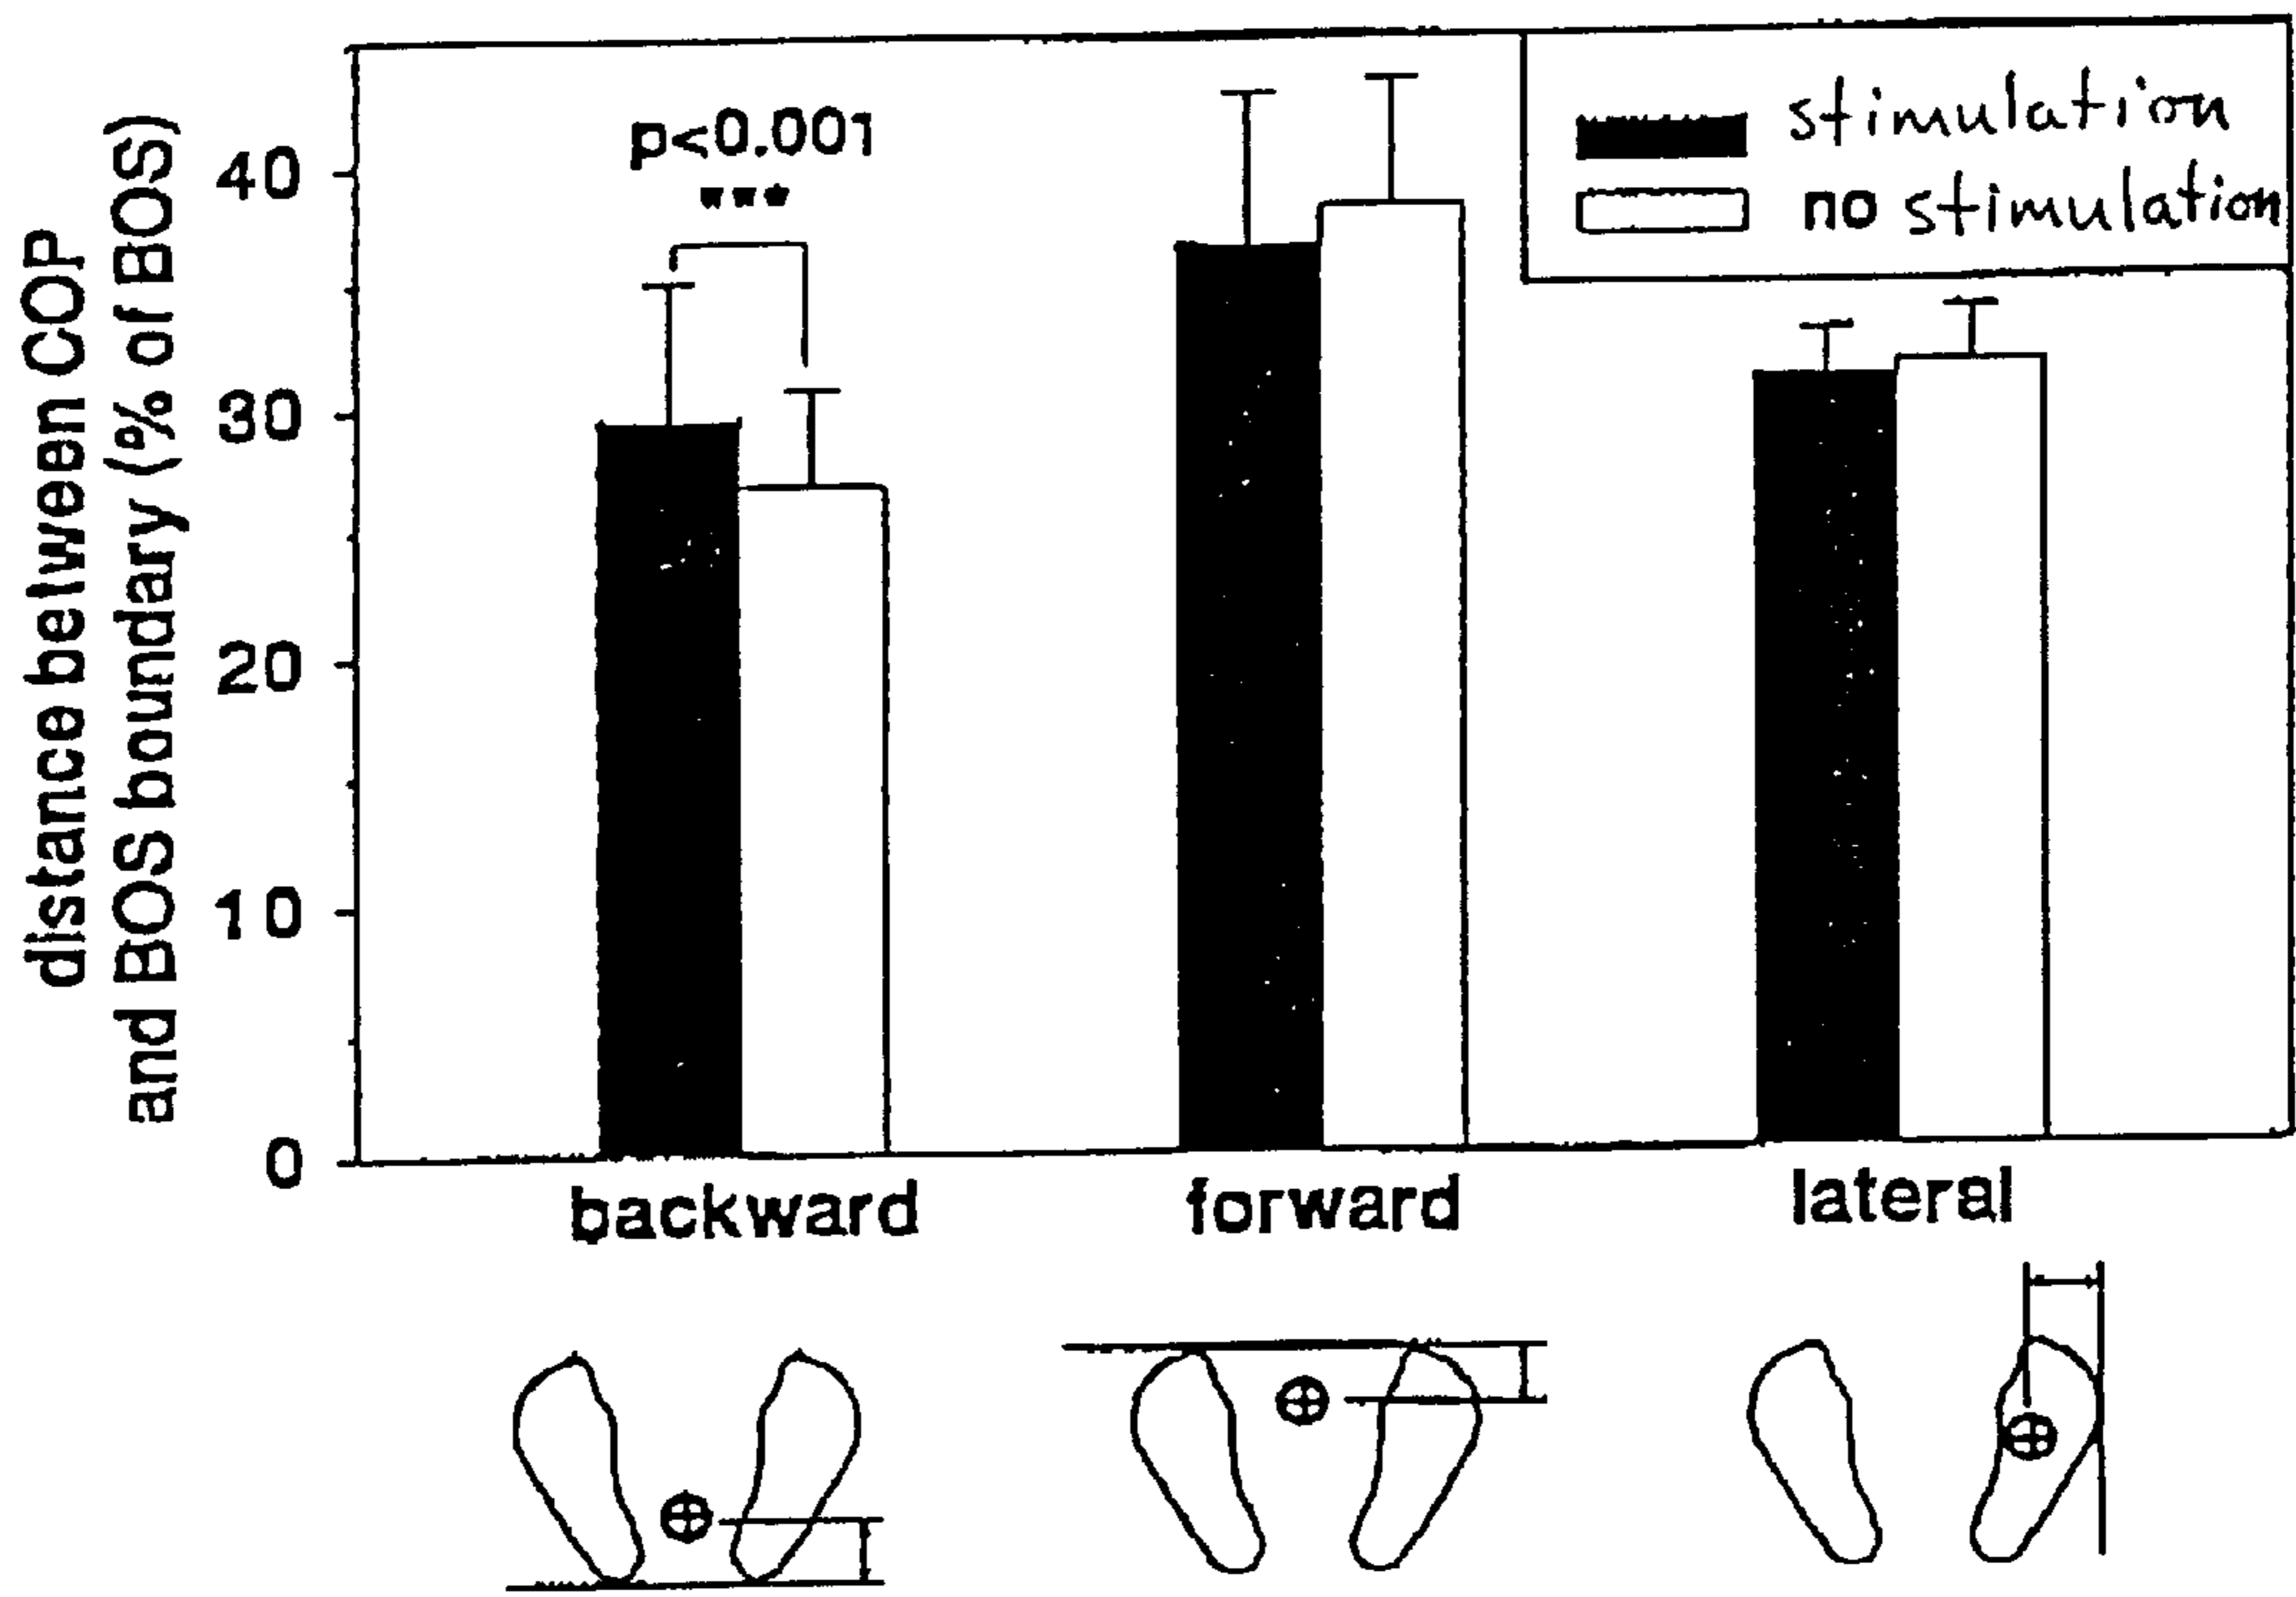 distance between COP
and BOS boundary (% of BOS)
40
30
20
10
0
p<0.001
***
stimulation
no stimulation
backward
forward
lateral